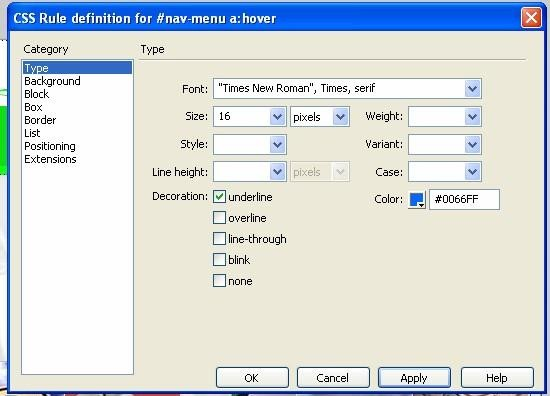 CSS Rule definition for #nav-menu a:hover
Category
Type
Type
Background
Block
Box
Border
List
Positioning
Extensions
Font: "Times New Roman", Times, serif
Size: 16 pixels Weight:
Style: Variant:
Line height: pixels Case:
Decoration: underline Color: #0066FF
overline
line-through
blink
none
OK Cancel Apply Help